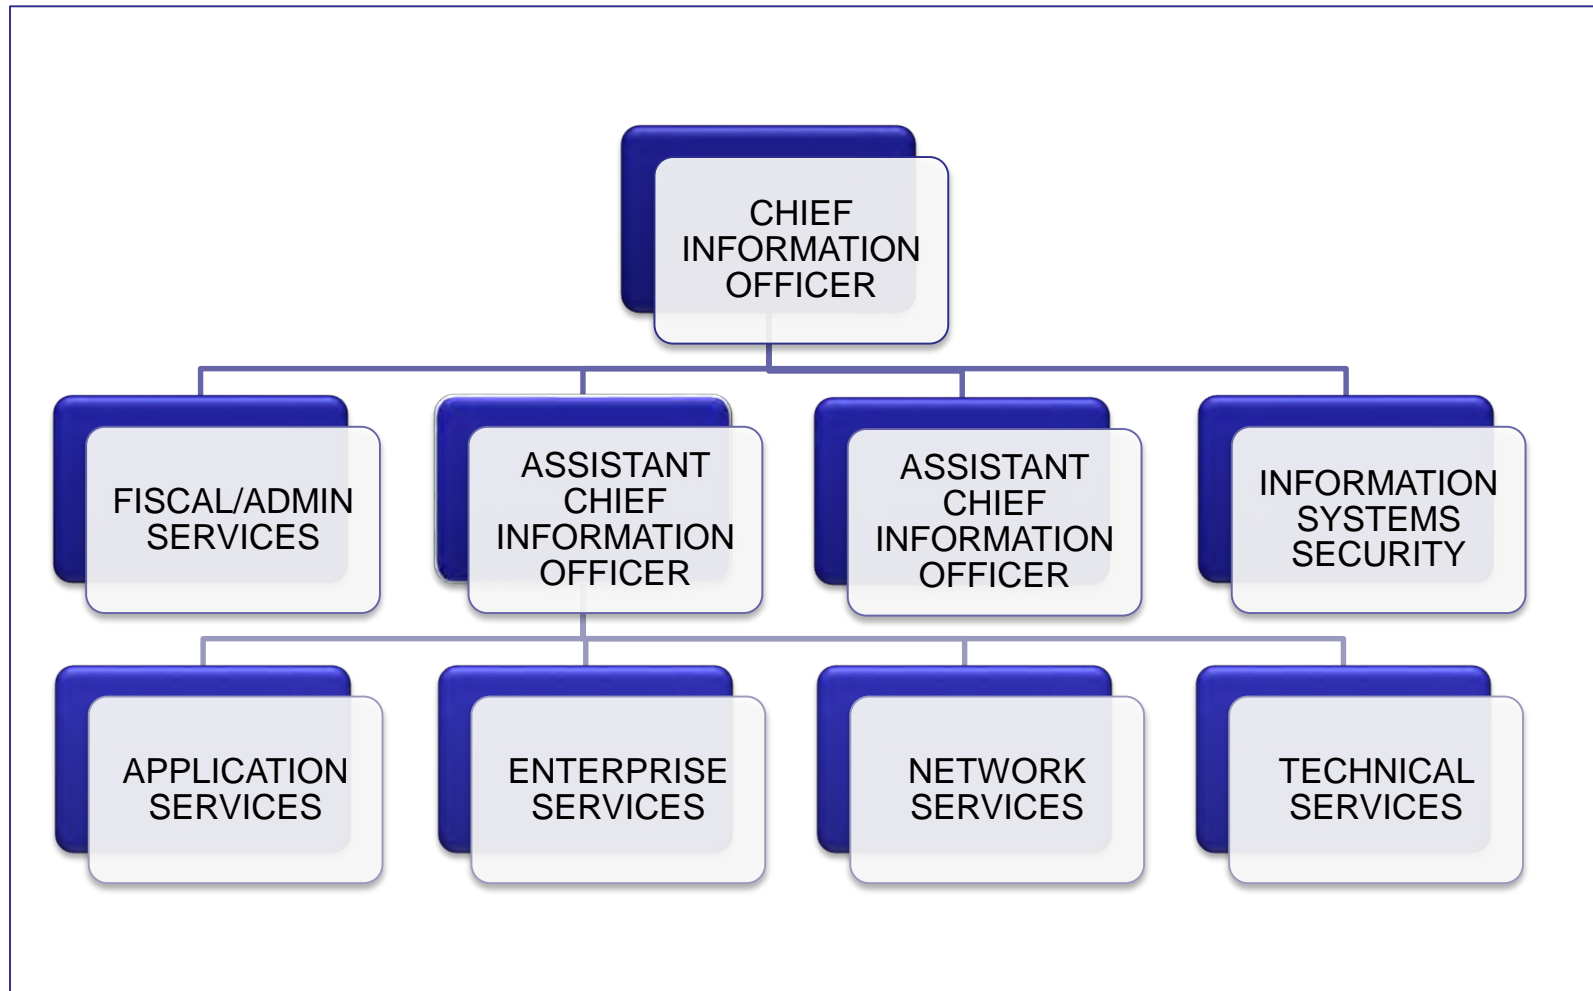 CHIEF
INFORMATION
OFFICER
FISCAL/ADMIN
SERVICES
ASSISTANT
CHIEF
INFORMATION
OFFICER
ASSISTANT
CHIEF
INFORMATION
OFFICER
INFORMATION
SYSTEMS
SECURITY
APPLICATION
SERVICES
ENTERPRISE
SERVICES
NETWORK
SERVICES
TECHNICAL
SERVICES